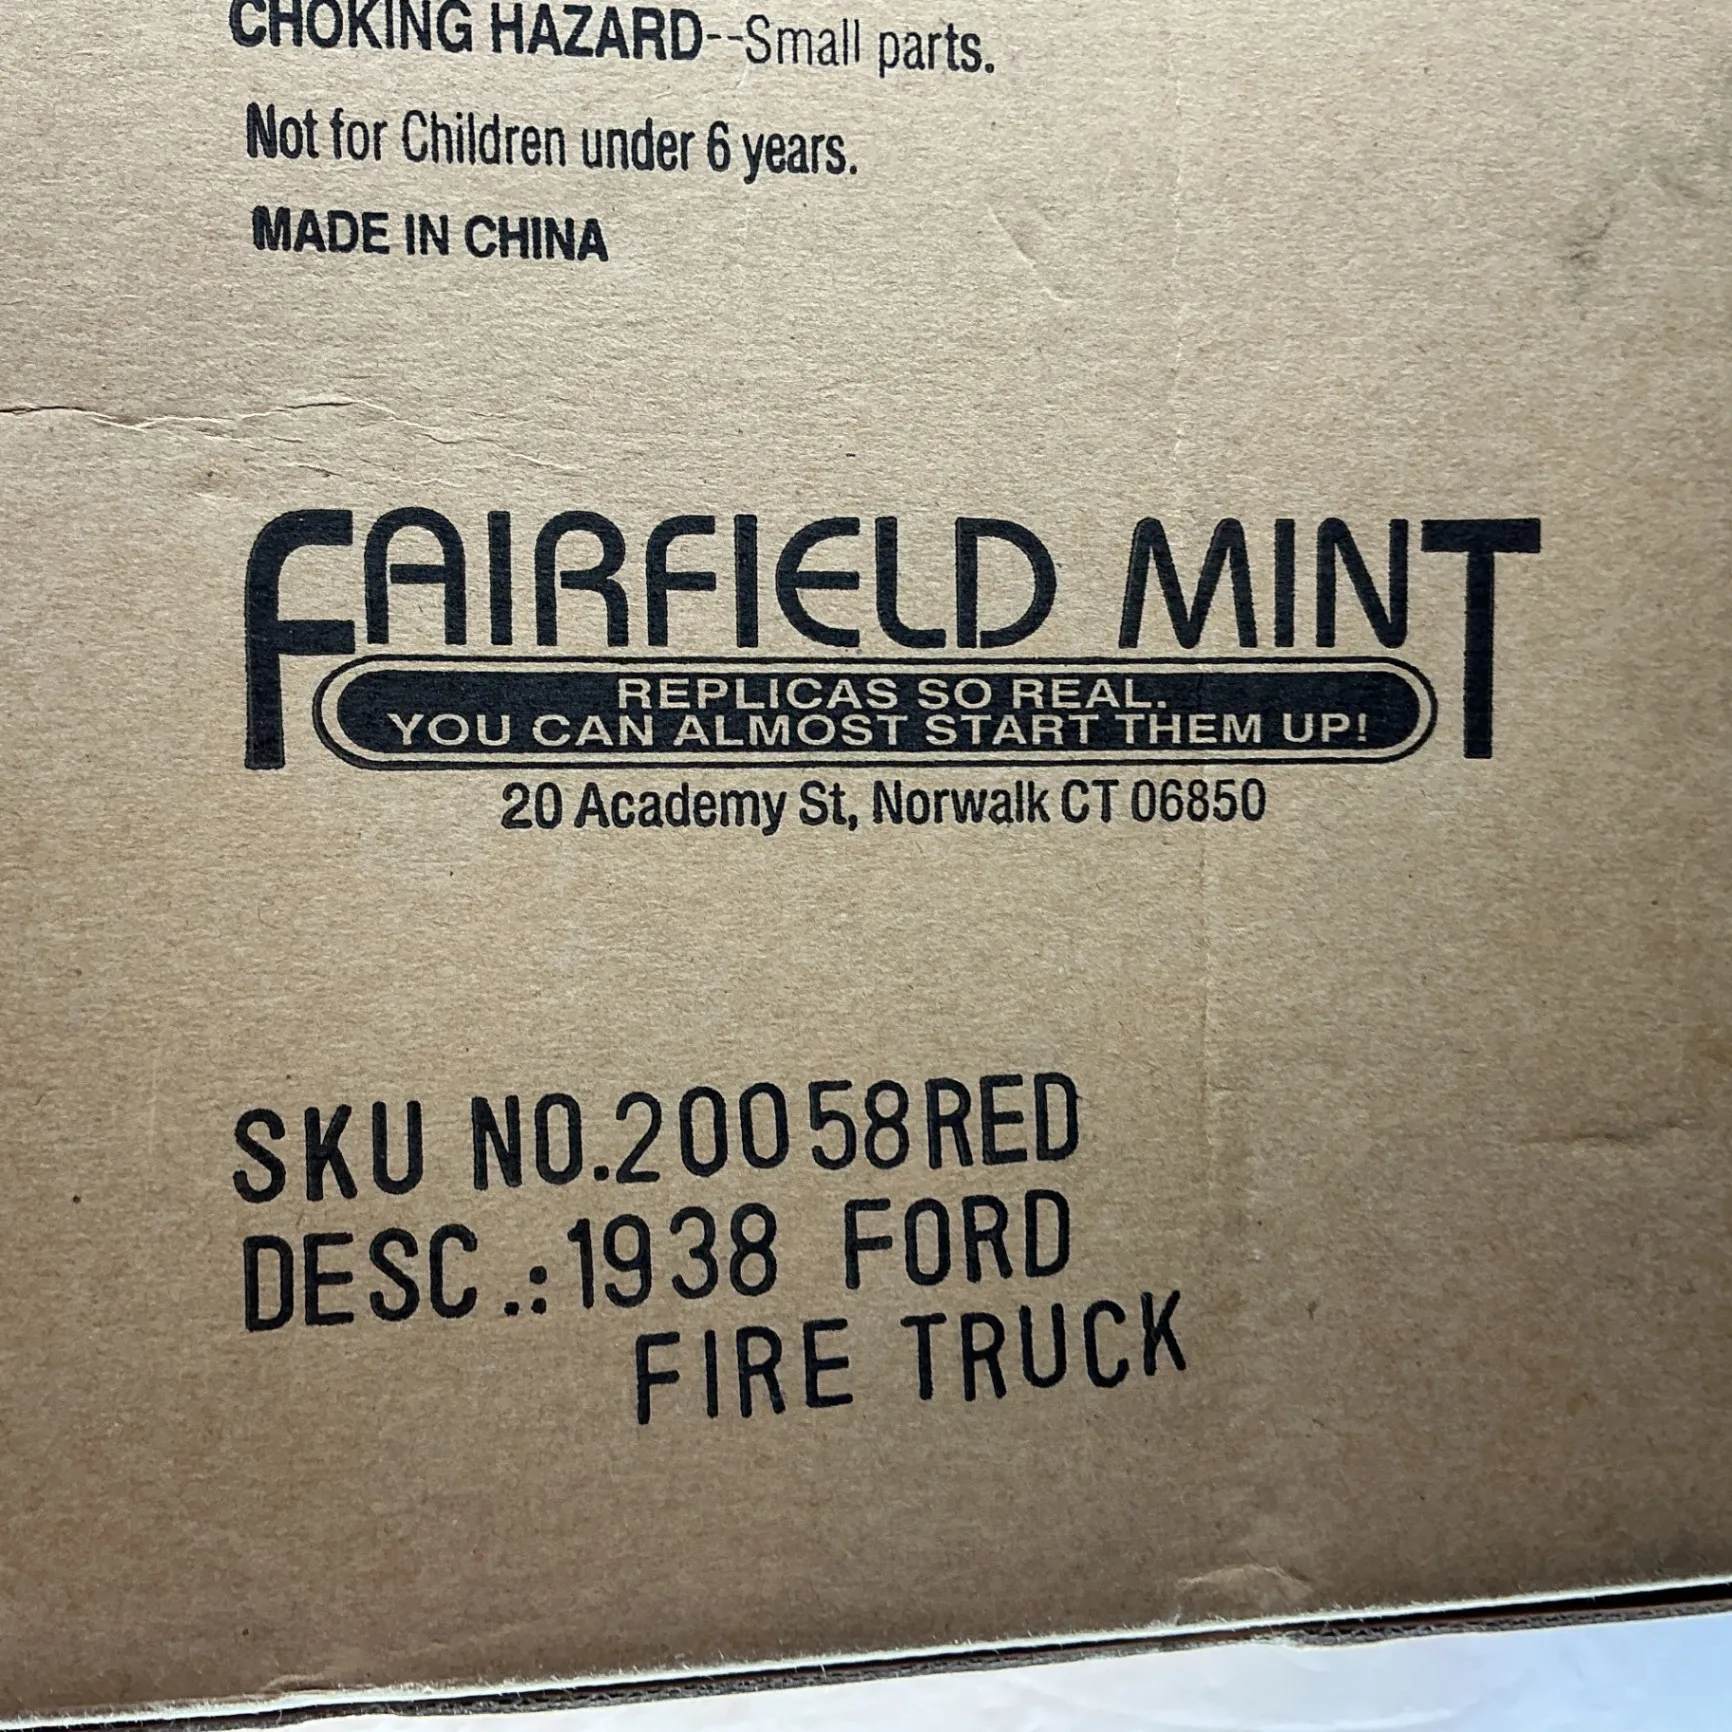 CHOKING HAZARD--Small parts.
Not for Children under 6 years.
MADE IN CHINA
FAIRFIELD MINT
REPLICAS SO REAL.
YOU CAN ALMOST START THEM UP!
20 Academy St, Norwalk CT 06850
SKU NO.20058RED
DESC.:1938 FORD
FIRE TRUCK